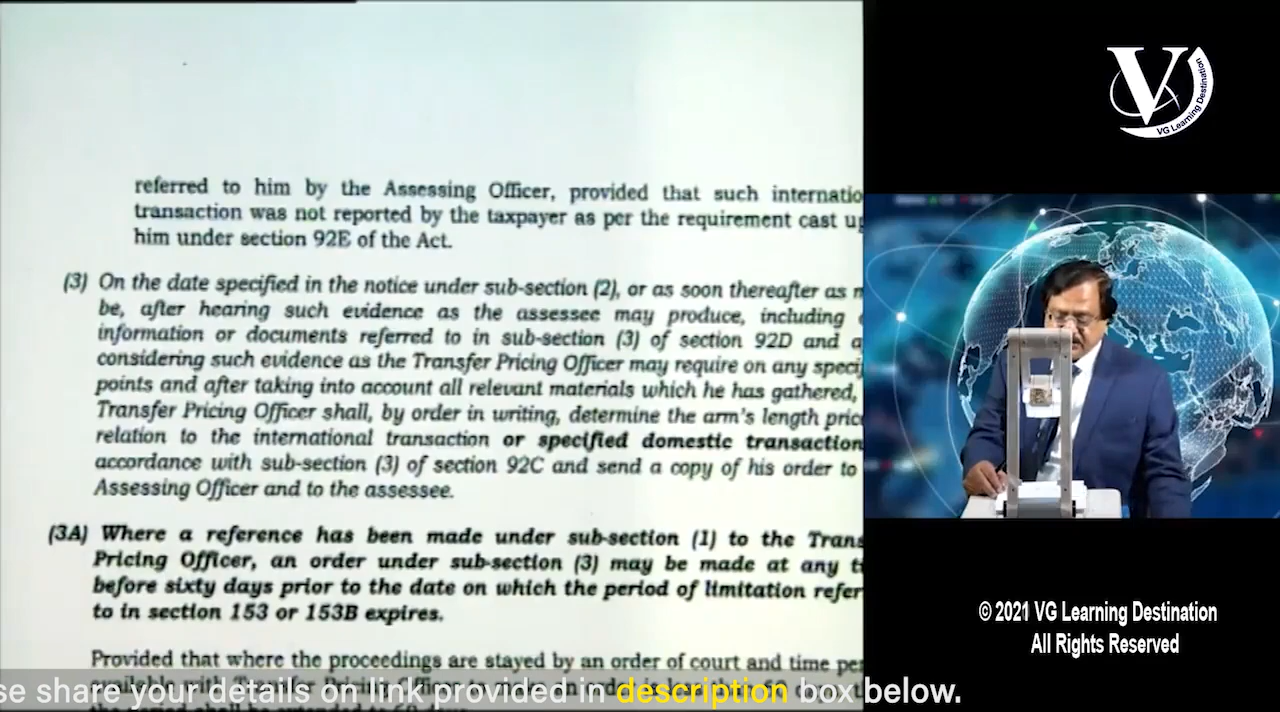 referred to him by the Assessing Officer, provided that such internatio
transaction was not reported by the taxpayer as per the requirement cast up
him under section 92E of the Act.
(3) On the date specified in the notice under sub-section (2), or as soon thereafter as m
be, after hearing such evidence as the assessee may produce, including
information or documents referred to in sub-section (3) of section 92D and a
considering such evidence as the Transfer Pricing Officer may require on any speci
points and after taking into account all relevant materials which he has gathered,
Transfer Pricing Officer shall, by order in writing, determine the arm's length pric
relation to the international transaction or specified domestic transaction
accordance with sub-section (3) of section 92C and send a copy of his order to
Assessing Officer and to the assessee.
(3A) Where a reference has been made under sub-section (1) to the Trans
Pricing Officer, an order under sub-section (3) may be made at any ti
before sixty days prior to the date on which the period of limitation refer
to in section 153 or 153B expires.
Provided that where the proceedings are stayed by an order of court and time per
se share your details on link provided in description box below.
V
VG Learning Destination
© 2021 VG Learning Destination
All Rights Reserved